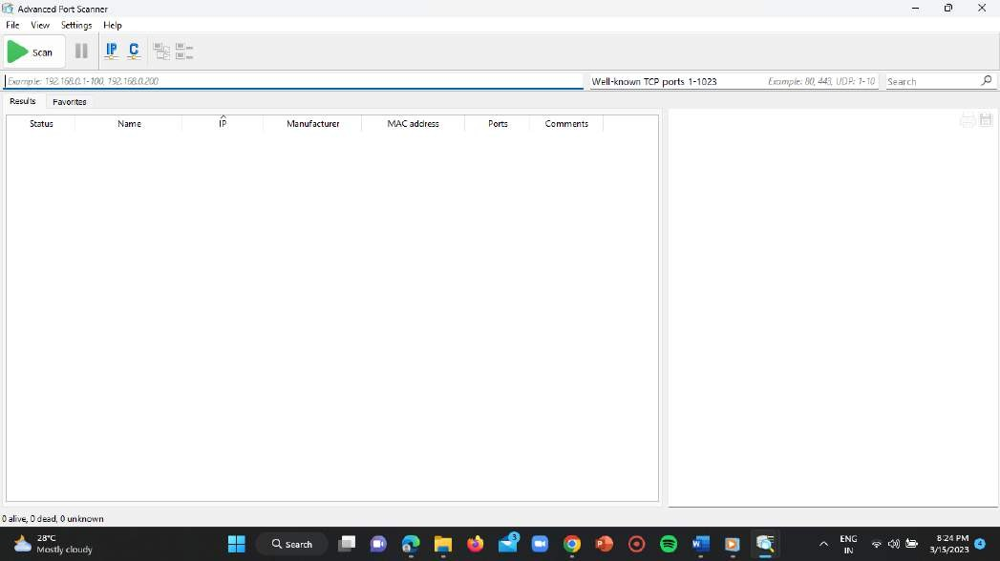 Advanced Port Scanner
File View Settings Help
Scan IP C
Example: 192.168.0.1-100, 192.168.0.200 Well-known TCP ports 1-1023 Example: 80, 443, UDP: 1-10 Search
Results Favorites
Status Name IP Manufacturer MAC address Ports Comments
0 alive, 0 dead, 0 unknown
28°C
Mostly cloudy
Search
3
ENG
IN
8:24 PM
3/15/2023
4